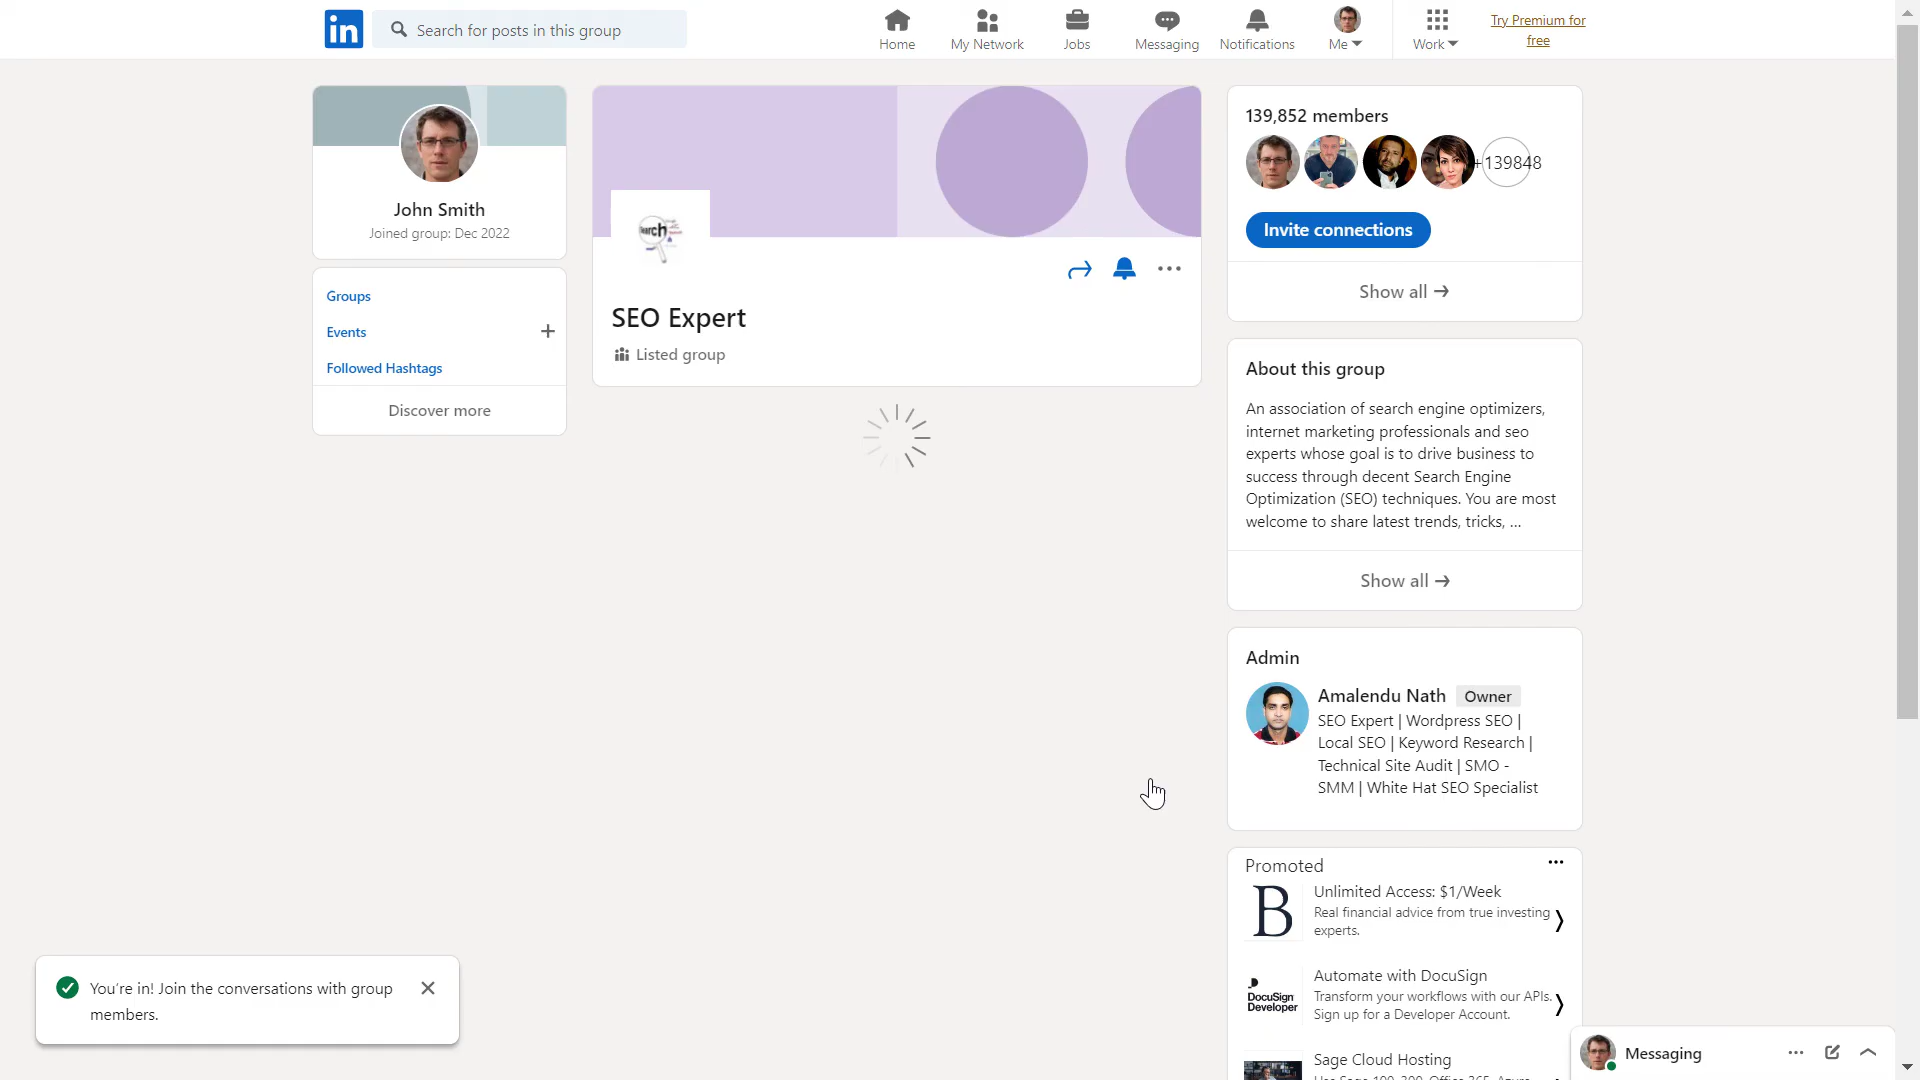 in
Search for posts in this group
Home
My Network
Jobs
Messaging
Notifications
Me
Work
Try Premium for
free
John Smith
Joined group: Dec 2022
Groups
Events
Followed Hashtags
Discover more
SEO Expert
Listed group
139,852 members
+139848
Invite connections
Show all →
About this group
An association of search engine optimizers,
internet marketing professionals and seo
experts whose goal is to drive business to
success through decent Search Engine
Optimization (SEO) techniques. You are most
welcome to share latest trends, tricks, ...
Show all →
Admin
Amalendu Nath Owner
SEO Expert | Wordpress SEO |
Local SEO | Keyword Research |
Technical Site Audit | SMO -
SMM | White Hat SEO Specialist
Promoted
B
Unlimited Access: $1/Week
Real financial advice from true investing
experts.
DocuSign
Developer
Automate with DocuSign
Transform your workflows with our APIs.
Sign up for a Developer Account.
Sage Cloud Hosting
You're in! Join the conversations with group
members.
Messaging